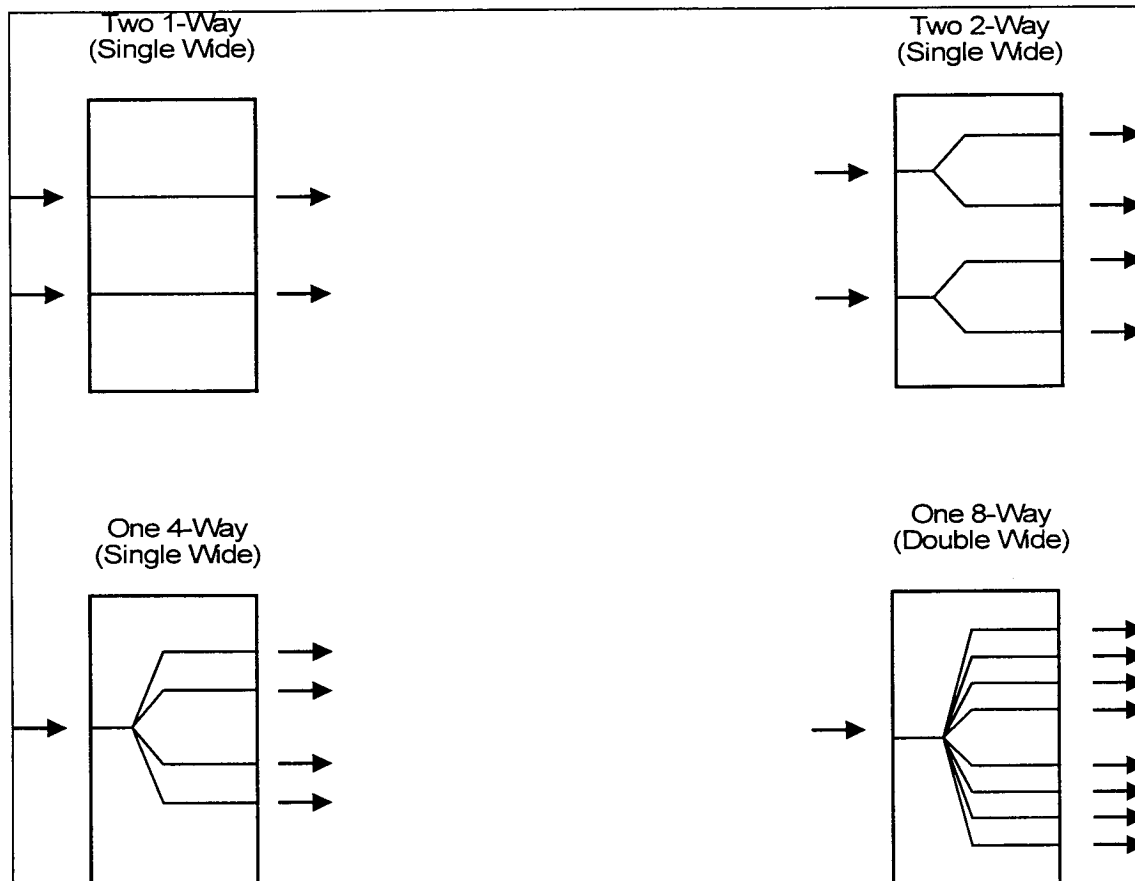 Two 1-Way
(Single Wide)
Two 2-Way
(Single Wide)
One 4-Way
(Single Wide)
One 8-Way
(Double Wide)